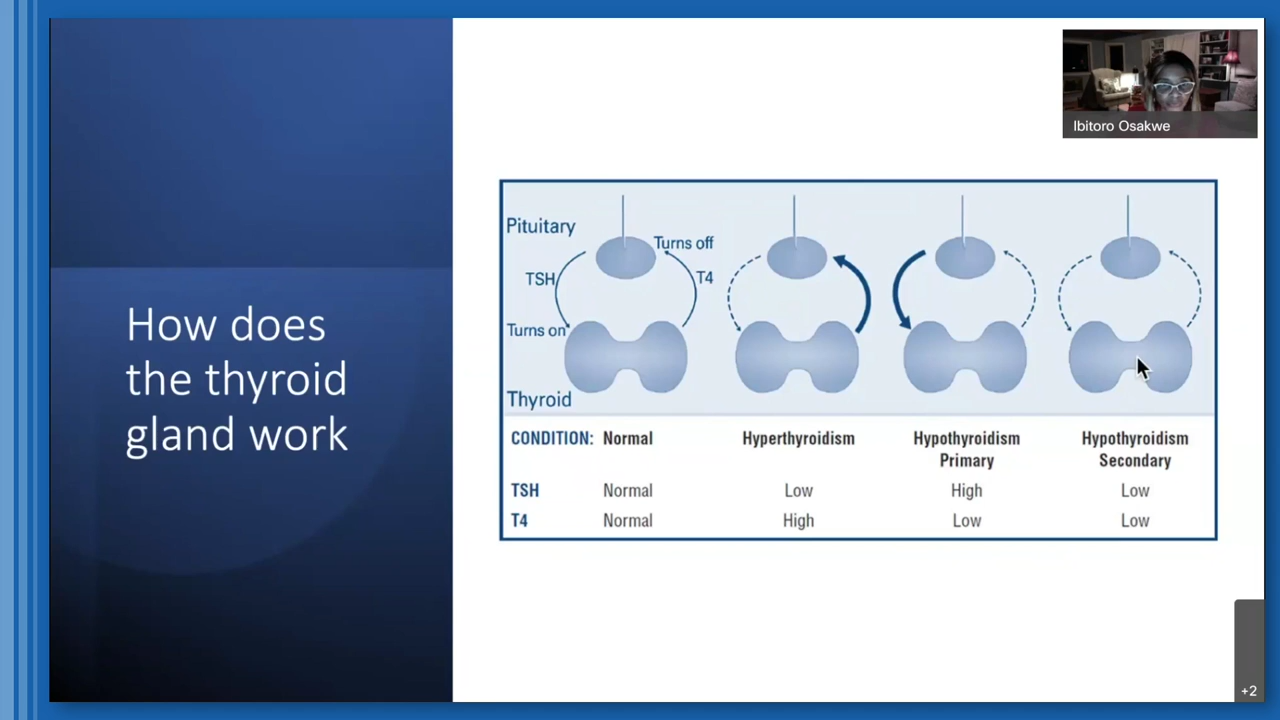 Ibitoro Osakwe
How does
the thyroid
gland work
Pituitary
Turns off
TSH
T4
Turns on
Thyroid
CONDITION: Normal Hyperthyroidism Hypothyroidism Primary Hypothyroidism Secondary
TSH Normal Low High Low
T4 Normal High Low Low
+2